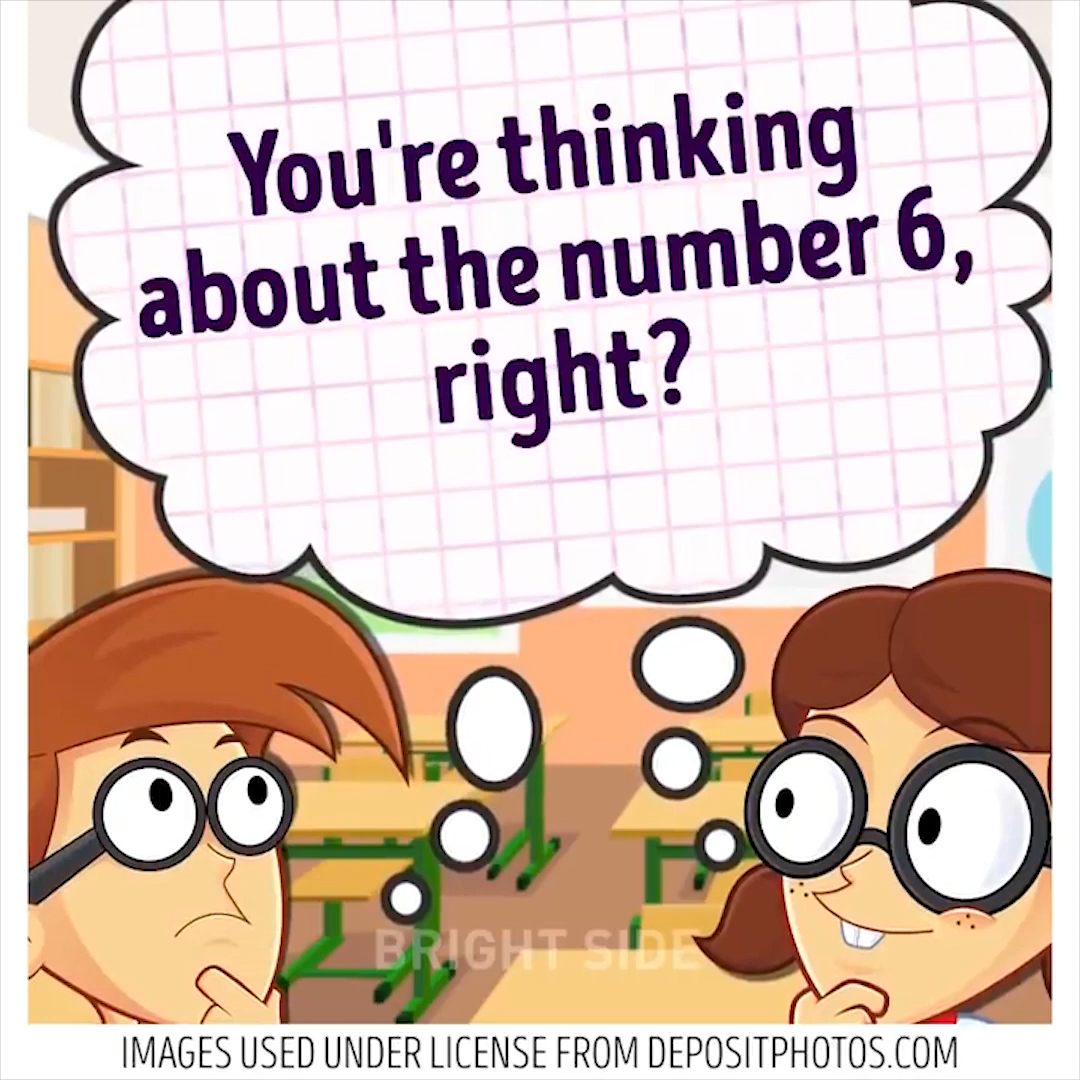 You're thinking
about the number 6,
right?
BRIGHT SIDE
IMAGES USED UNDER LICENSE FROM DEPOSITPHOTOS.COM